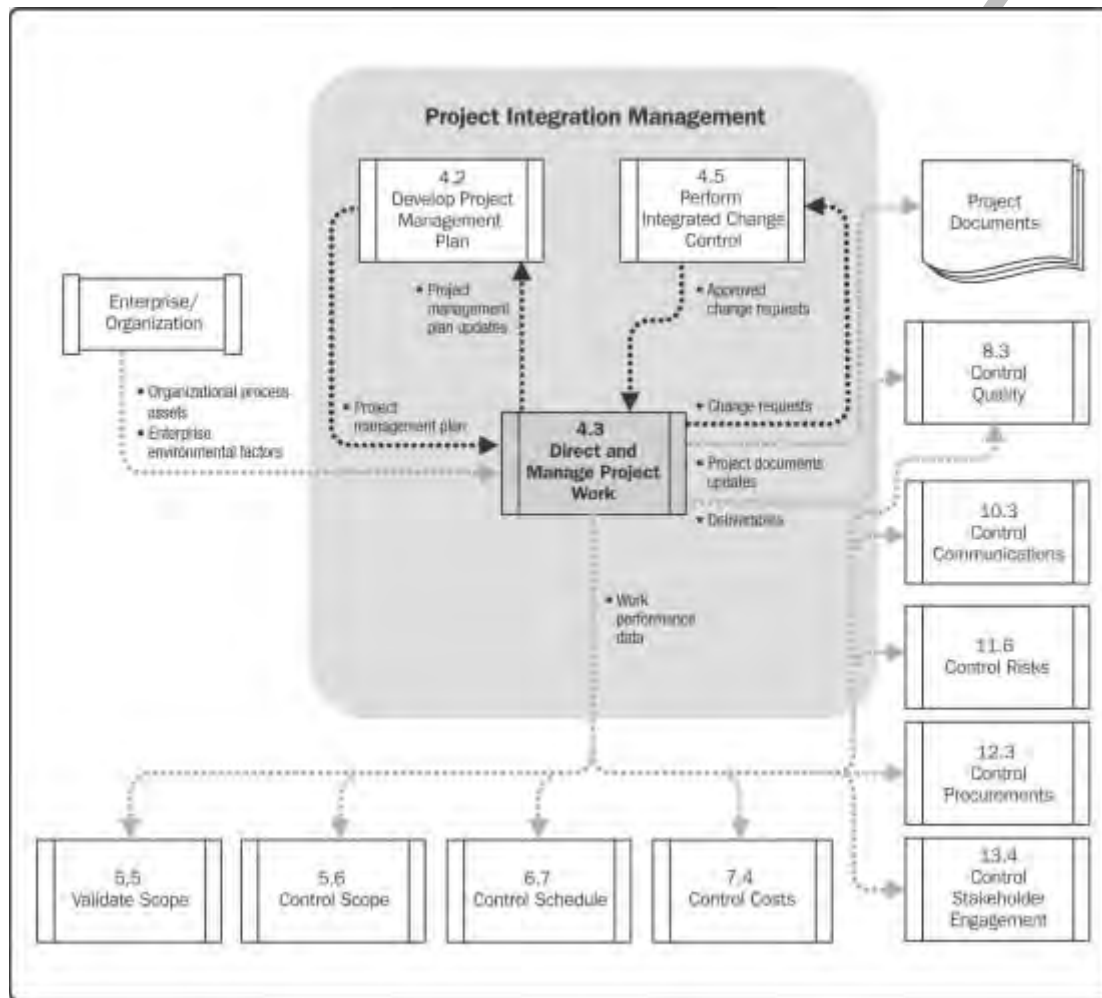 Project Integration Management
4.2
Develop Project
Management
Plan
4.5
Perform
Integrated Change
Control
Project
Documents
Enterprise/
Organization
• Project
management
plan updates
• Approved
change requests
8.3
Control
Quality
• Organizational process
assets
• Enterprise
environmental factors
• Project
management plan
4.3
Direct and
Manage Project
Work
• Change requests
• Project documents
updates
• Deliverables
10.3
Control
Communications
• Work
performance
data
11.6
Control Risks
12.3
Control
Procurements
5.5
Validate Scope
5.6
Control Scope
6.7
Control Schedule
7.4
Control Costs
13.4
Control
Stakeholder
Engagement